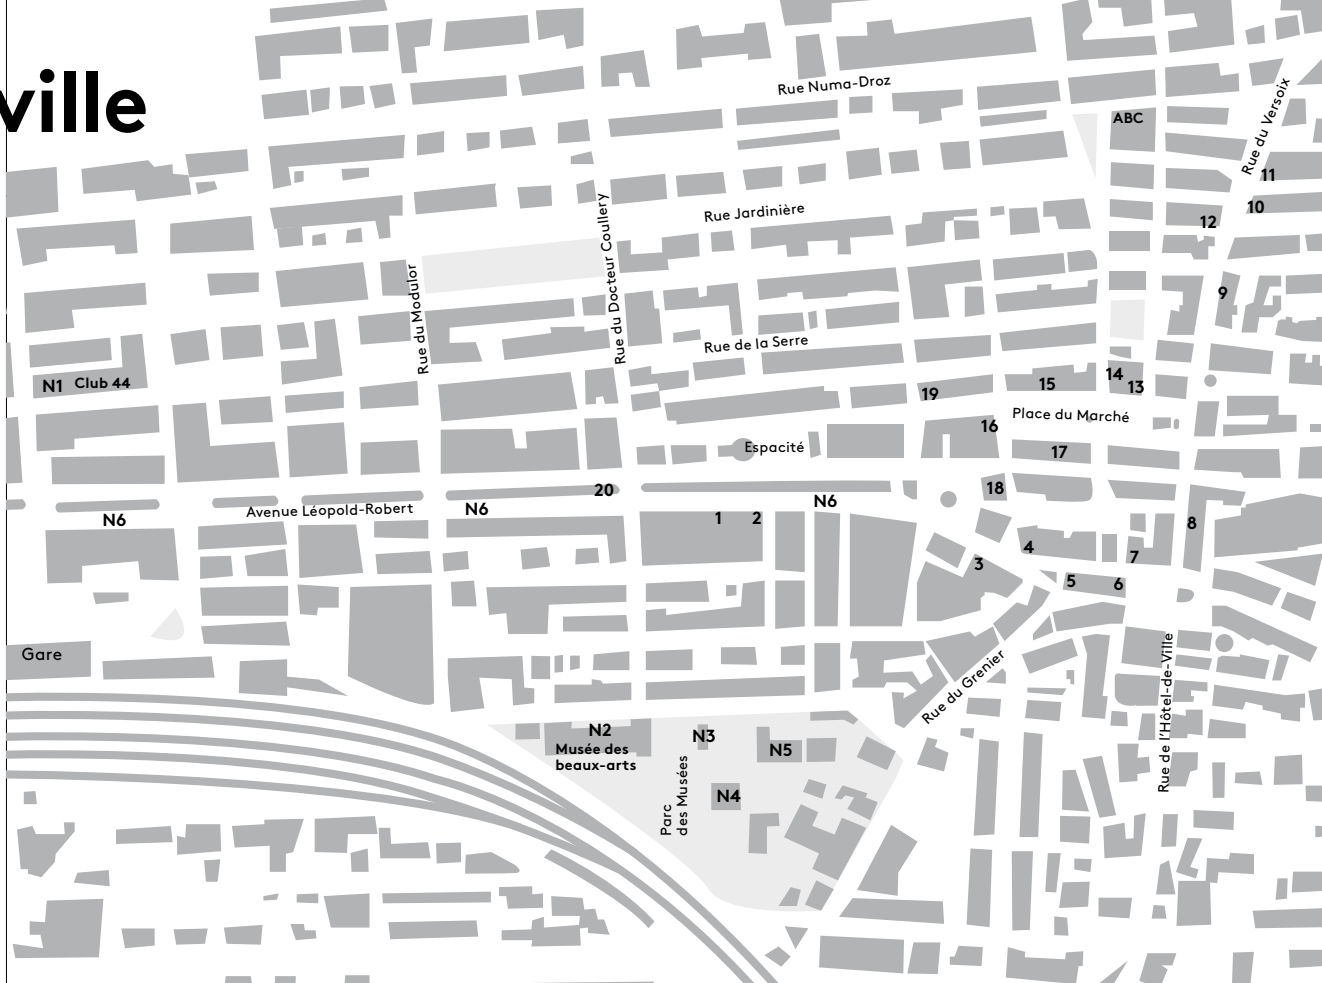 ville
Rue Numa-Droz
ABC
Rue du Versoix
11
10
12
Rue Jardinière
Rue du Docteur Coullery
Rue du Modulor
9
Rue de la Serre
N1 Club 44
19
15
14
13
Place du Marché
16
Espacité
17
20
18
N6
Avenue Léopold-Robert
N6
N6
1
2
8
4
3
7
5
6
Gare
Rue du Grenier
Rue de l'Hôtel-de-Ville
N2
Musée des
beaux-arts
N3
N5
N4
Parc
des Musées